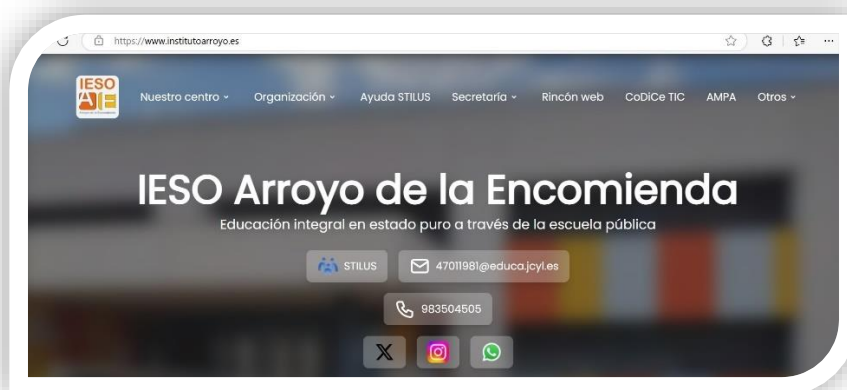 https://www.institutoarroyo.es
IESO
AE
Nuestro centro
Organización
Ayuda STILUS
Secretaría
Rincón web
CoDiCe TIC
AMPA
Otros
IESO Arroyo de la Encomienda
Educación integral en estado puro a través de la escuela pública
STILUS
47011981@educa.jcyl.es
983504505